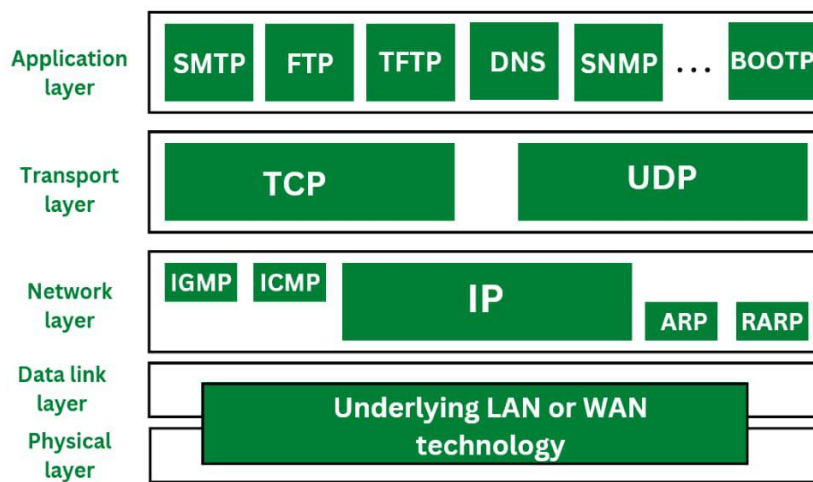 Application
layer
SMTP FTP TFTP DNS SNMP ... BOOTP
Transport
layer
TCP UDP
Network
layer
IGMP ICMP IP ARP RARP
Data link
layer
Physical
layer
Underlying LAN or WAN
technology